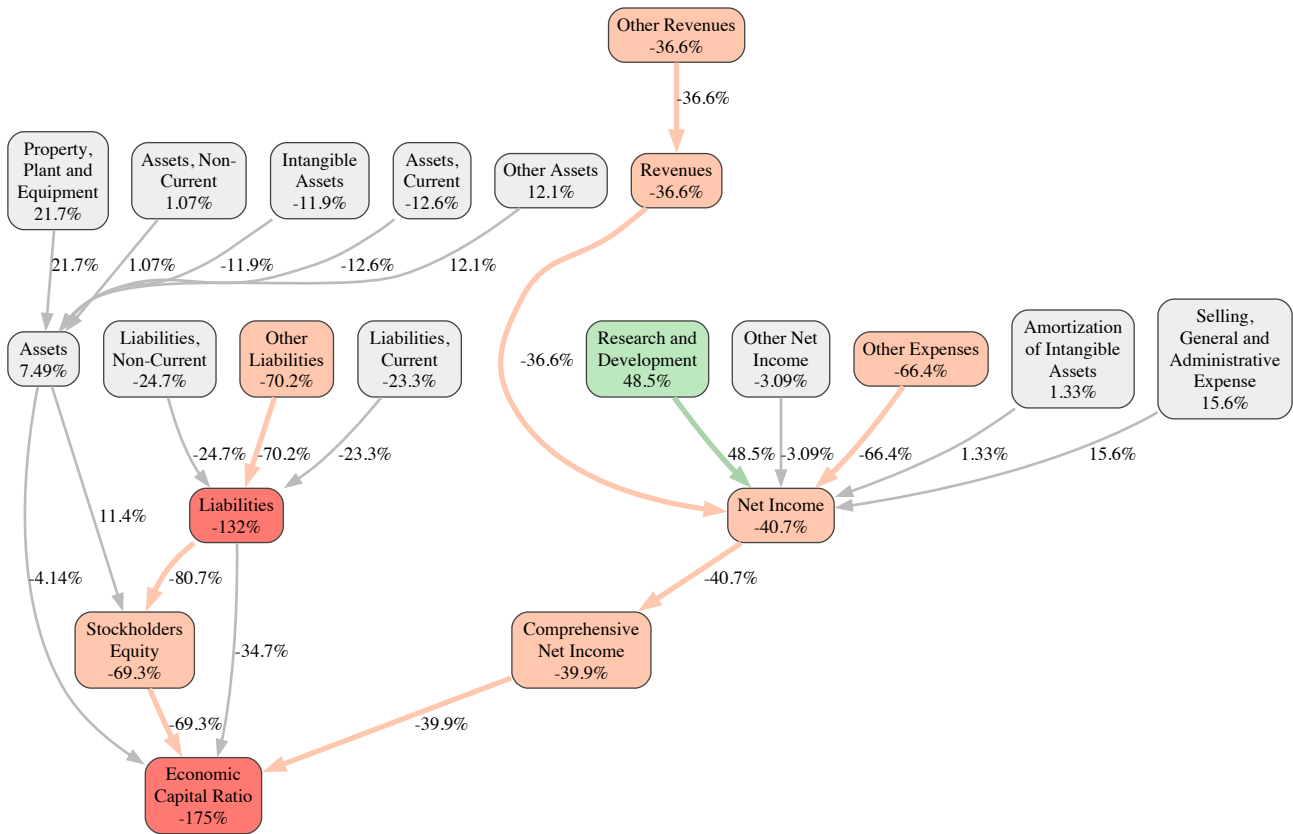 Other Revenues
-36.6%
-36.6%
Property,
Plant and
Equipment
21.7%
Assets, Non-
Current
1.07%
Intangible
Assets
-11.9%
Assets,
Current
-12.6%
Other Assets
12.1%
Revenues
-36.6%
21.7%
1.07%
-11.9%
-12.6%
12.1%
Assets
7.49%
Liabilities,
Non-Current
-24.7%
Other
Liabilities
-70.2%
Liabilities,
Current
-23.3%
-36.6%
Research and
Development
48.5%
Other Net
Income
-3.09%
Other Expenses
-66.4%
Amortization
of Intangible
Assets
1.33%
Selling,
General and
Administrative
Expense
15.6%
-24.7%
-70.2%
-23.3%
48.5%
-3.09%
-66.4%
1.33%
15.6%
11.4%
Liabilities
-132%
Net Income
-40.7%
-4.14%
-80.7%
-40.7%
Stockholders
Equity
-69.3%
-34.7%
Comprehensive
Net Income
-39.9%
-69.3%
-39.9%
Economic
Capital Ratio
-175%